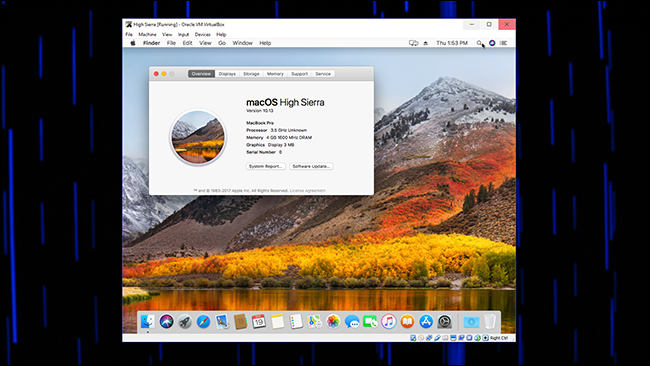 High Sierra [Running] - Oracle VM VirtualBox
File Machine View Input Devices Help
Finder File Edit View Go Window Help Thu 1:53 PM
Overview Displays Storage Memory Support Service
macOS High Sierra
Version 10.13
MacBook Pro
Processor 3.5 GHz Unknown
Memory 4 GB 1600 MHz DRAM
Graphics Display 3 MB
Serial Number 0
System Report... Software Update...
™ and © 1983-2017 Apple Inc. All Rights Reserved. License Agreement
19
Right Ctrl